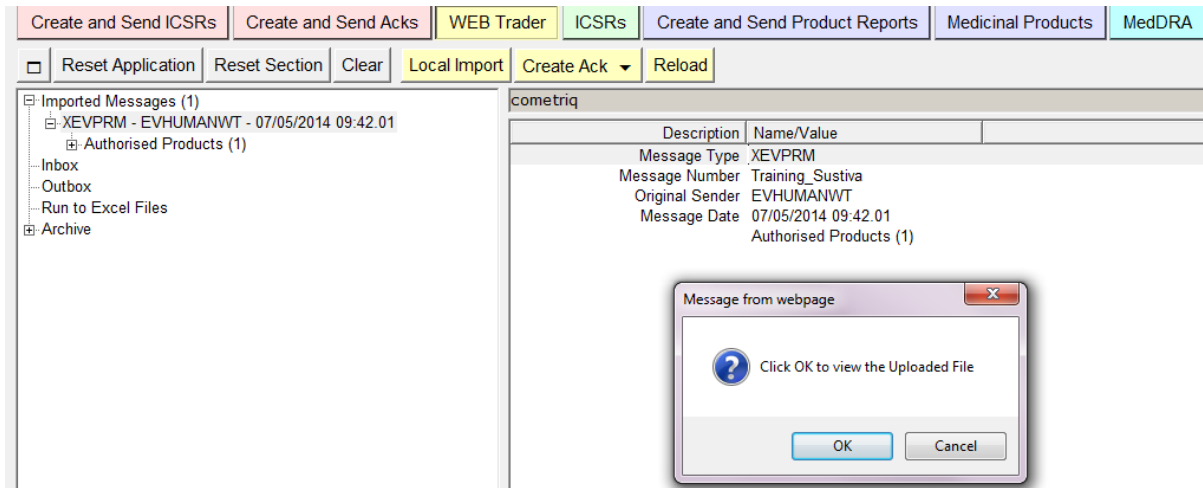 Create and Send ICSRs Create and Send Acks WEB Trader ICSRs Create and Send Product Reports Medicinal Products MedDRA
Reset Application Reset Section Clear Local Import Create Ack Reload
Imported Messages (1)
XEVPRM - EVHUMANWT - 07/05/2014 09:42.01
Authorised Products (1)
Inbox
Outbox
Run to Excel Files
Archive
cometriq
Description Name/Value
Message Type XEVPRM
Message Number Training_Sustiva
Original Sender EVHUMANWT
Message Date 07/05/2014 09:42.01
Authorised Products (1)
Message from webpage
Click OK to view the Uploaded File
OK Cancel